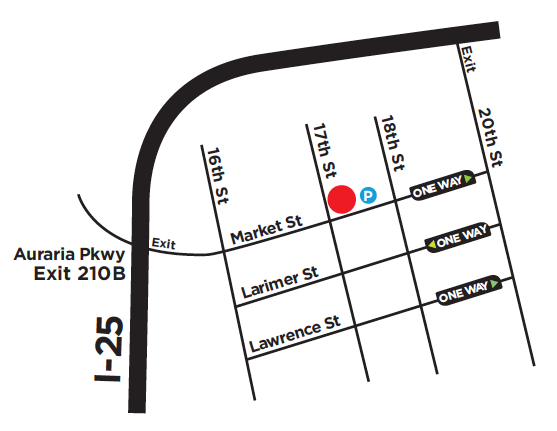 Exit
20th St
18th St
17th St
16th St
P
ONE WAY
Market St
ONE WAY
Exit
Auraria Pkwy
Exit 210B
Larimer St
ONE WAY
Lawrence St
I-25